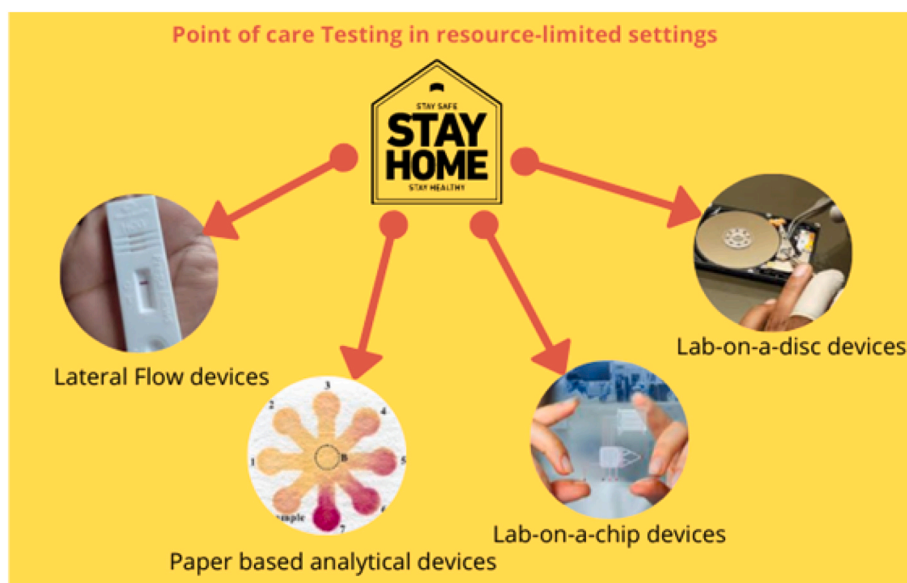 Point of care Testing in resource-limited settings
STAY SAFE
STAY
HOME
STAY HEALTHY
Lateral Flow devices
Lab-on-a-disc devices
3
2
4
1
B
5
6
7
Paper based analytical devices
Lab-on-a-chip devices